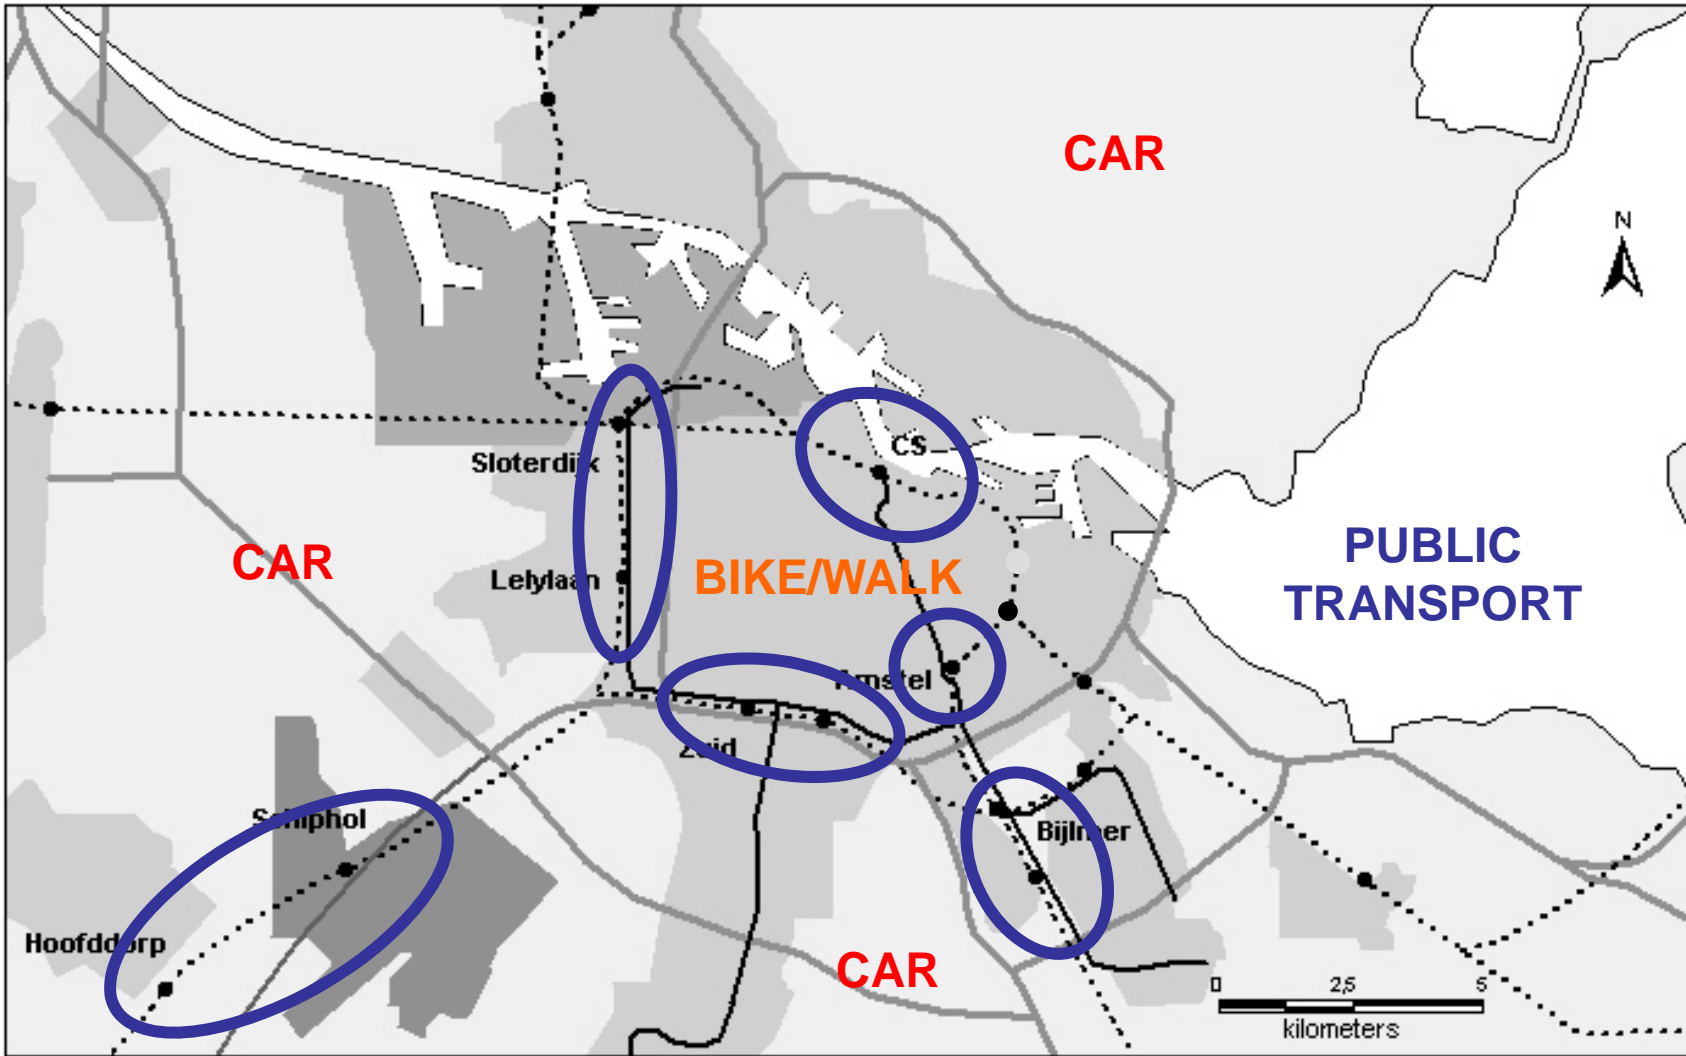 CAR
N
CS
Sloterdijk
PUBLIC
TRANSPORT
CAR
Lelylaan
BIKE/WALK
Amstel
Zuid
Schiphol
Bijlmer
Hoofddorp
CAR
0 2,5 5
kilometers